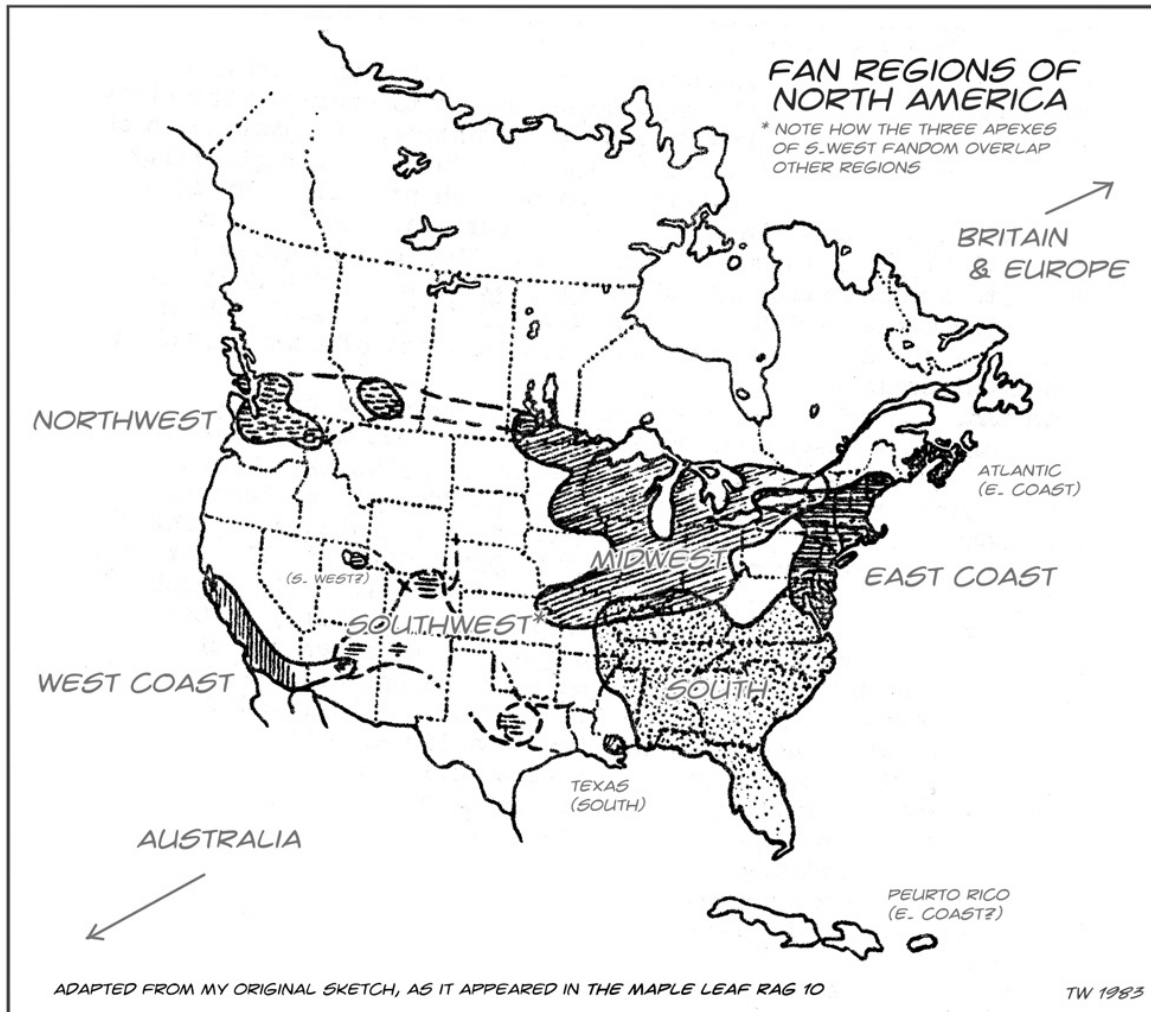 FAN REGIONS OF
NORTH AMERICA
* NOTE HOW THE THREE APEXES
OF S-WEST FANDOM OVERLAP
OTHER REGIONS
BRITAIN
& EUROPE
NORTHWEST
ATLANTIC
(E- COAST)
MIDWEST
EAST COAST
(S- WEST?)
SOUTHWEST*
WEST COAST
SOUTH
TEXAS
(SOUTH)
AUSTRALIA
PEURTO RICO
(E- COAST?)
ADAPTED FROM MY ORIGINAL SKETCH, AS IT APPEARED IN THE MAPLE LEAF RAG 10
TW 1983